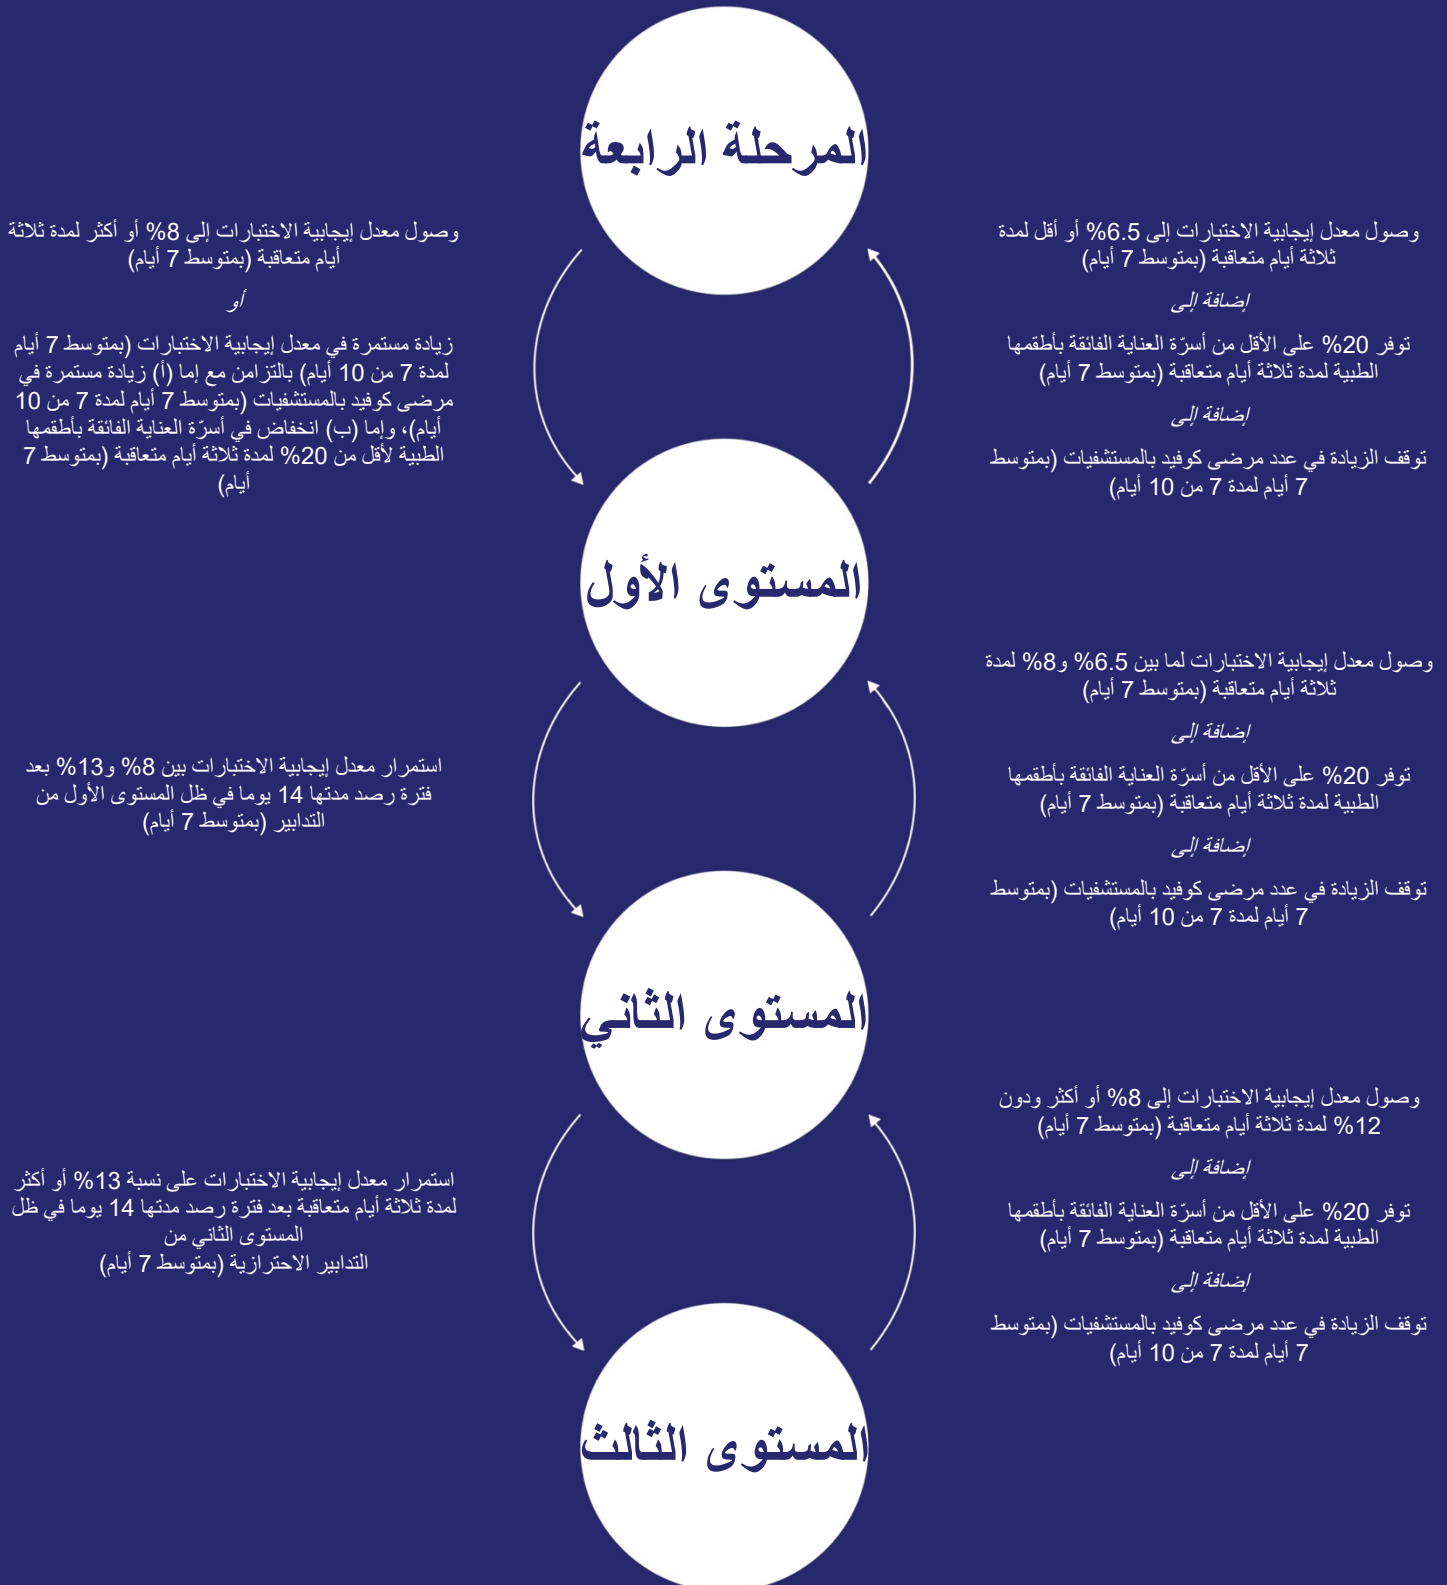 المرحلة الرابعة
وصول معدل إيجابية الاختبارات إلى 6.5% أو أقل لمدة
ثلاثة أيام متعاقبة (بمتوسط 7 أيام)
إضافة إلى
توفر 20% على الأقل من أسرّة العناية الفائقة بأطقمها
الطبية لمدة ثلاثة أيام متعاقبة (بمتوسط 7 أيام)
إضافة إلى
توقف الزيادة في عدد مرضى كوفيد بالمستشفيات (بمتوسط
7 أيام لمدة 7 من 10 أيام)
وصول معدل إيجابية الاختبارات إلى 8% أو أكثر لمدة ثلاثة
أيام متعاقبة (بمتوسط 7 أيام)
أو
زيادة مستمرة في معدل إيجابية الاختبارات (بمتوسط 7 أيام
لمدة 7 من 10 أيام) بالتزامن مع إما (أ) زيادة مستمرة في
مرضى كوفيد بالمستشفيات (بمتوسط 7 أيام لمدة 7 من 10
أيام)، وإما (ب) انخفاض في أسرّة العناية الفائقة بأطقمها
الطبية لأقل من 20% لمدة ثلاثة أيام متعاقبة (بمتوسط 7
أيام)
المستوى الأول
وصول معدل إيجابية الاختبارات لما بين 6.5% و8% لمدة
ثلاثة أيام متعاقبة (بمتوسط 7 أيام)
إضافة إلى
توفر 20% على الأقل من أسرّة العناية الفائقة بأطقمها
الطبية لمدة ثلاثة أيام متعاقبة (بمتوسط 7 أيام)
إضافة إلى
توقف الزيادة في عدد مرضى كوفيد بالمستشفيات (بمتوسط
7 أيام لمدة 7 من 10 أيام)
استمرار معدل إيجابية الاختبارات بين 8% و13% بعد
فترة رصد مدتها 14 يوما في ظل المستوى الأول من
التدابير (بمتوسط 7 أيام)
المستوى الثاني
وصول معدل إيجابية الاختبارات إلى 8% أو أكثر ودون
12% لمدة ثلاثة أيام متعاقبة (بمتوسط 7 أيام)
إضافة إلى
توفر 20% على الأقل من أسرّة العناية الفائقة بأطقمها
الطبية لمدة ثلاثة أيام متعاقبة (بمتوسط 7 أيام)
إضافة إلى
توقف الزيادة في عدد مرضى كوفيد بالمستشفيات (بمتوسط
7 أيام لمدة 7 من 10 أيام)
استمرار معدل إيجابية الاختبارات على نسبة 13% أو أكثر
لمدة ثلاثة أيام متعاقبة بعد فترة رصد مدتها 14 يوما في ظل
المستوى الثاني من
التدابير الاحترازية (بمتوسط 7 أيام)
المستوى الثالث